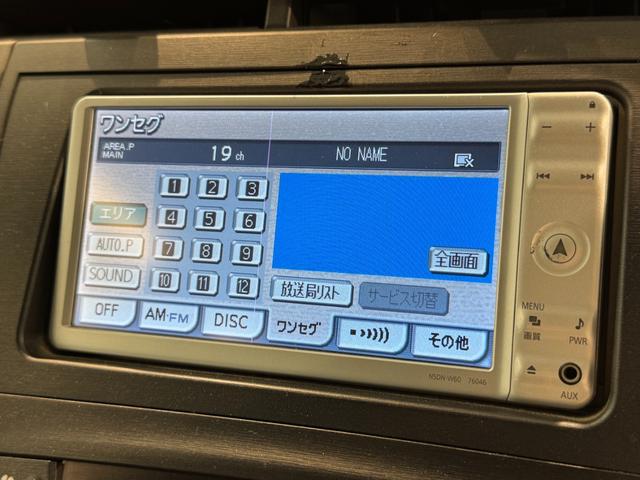 ワンセグ
AREA.P
MAIN
19 ch
NO NAME
1 2 3
4 5 6
7 8 9
10 11 12
エリア
AUTO.P
SOUND
全画面
放送局リスト
サービス切替
OFF
AM・FM
DISC
ワンセグ
その他
NSDN-W60 76046
MENU
画質
PWR
AUX